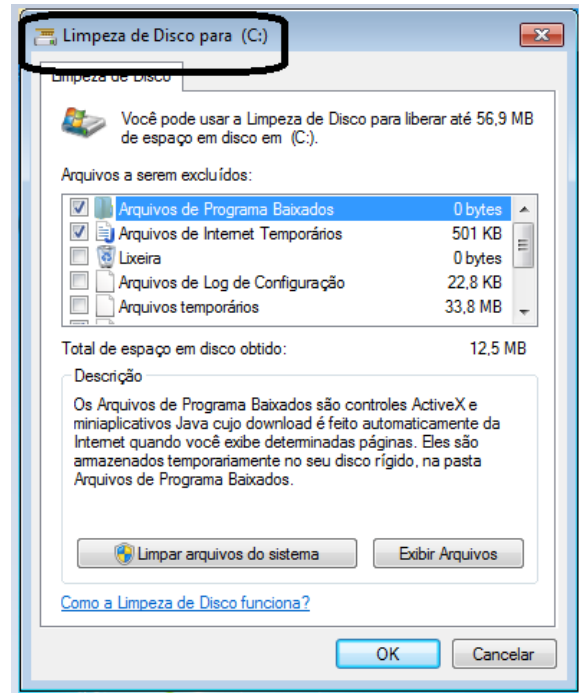 Limpeza de Disco para (C:)
Limpeza de Disco
Você pode usar a Limpeza de Disco para liberar até 56,9 MB
de espaço em disco em (C:).
Arquivos a serem excluídos:
Arquivos de Programa Baixados 0 bytes
Arquivos de Internet Temporários 501 KB
Lixeira 0 bytes
Arquivos de Log de Configuração 22,8 KB
Arquivos temporários 33,8 MB
Total de espaço em disco obtido: 12,5 MB
Descrição
Os Arquivos de Programa Baixados são controles ActiveX e
miniaplicativos Java cujo download é feito automaticamente da
Internet quando você exibe determinadas páginas. Eles são
armazenados temporariamente no seu disco rígido, na pasta
Arquivos de Programa Baixados.
Limpar arquivos do sistema Exibir Arquivos
Como a Limpeza de Disco funciona?
OK Cancelar